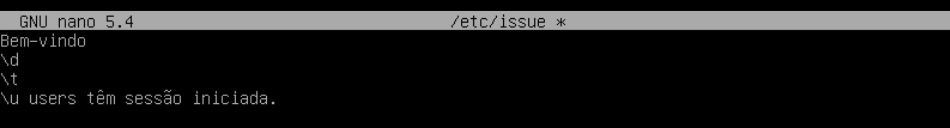 GNU nano 5.4 /etc/issue *
Bem-vindo
\d
\t
\u users têm sessão iniciada.